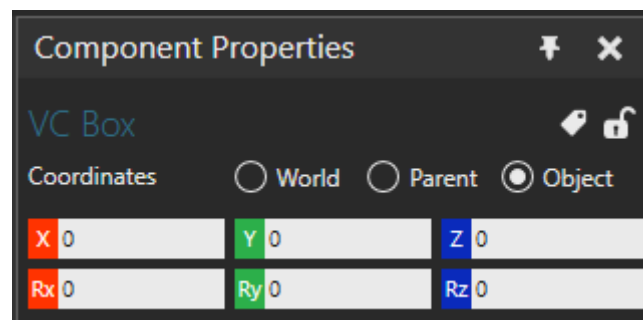 Component Properties
VC Box
Coordinates World Parent Object
X 0 Y 0 Z 0
Rx 0 Ry 0 Rz 0